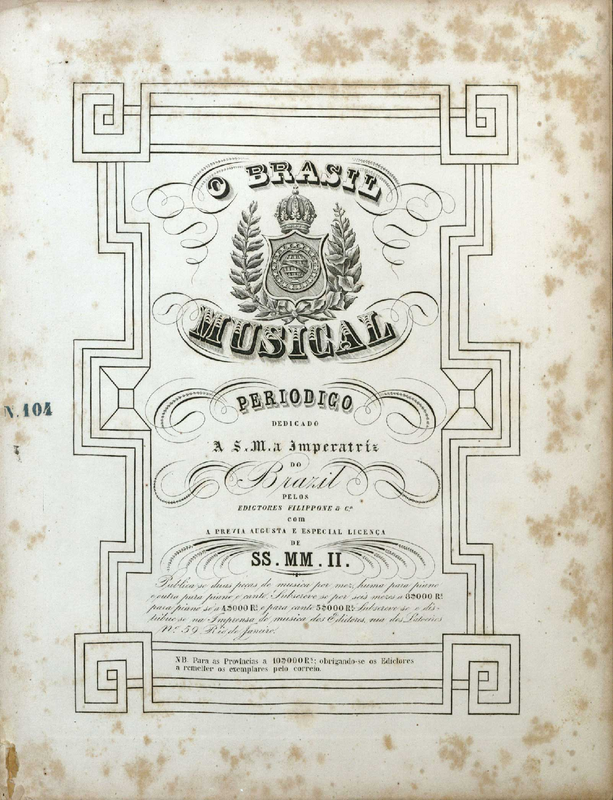 O BRASIL
MUSICAL
N. 104
PERIODICO
DEDICADO
A S.M.a Imperatriz
DO
Brazil
PELOS
EDICTORES FILIPPONE & C.ª
com
A PREVIA AUGUSTA E ESPECIAL LICENÇA
DE
SS. MM. II.
Publica-se duas peças de musica por mez, huma para piano
e outra para piano e canto. Subscreve-se por seis mezes a 8$000 Rˢ
para piano só a 4$000 Rˢ e para canto 5$000 Rˢ Subscreve-se e dis-
tribue-se na Imprensa de musica dos Editores, rua dos Latoeiros
Nº 59. Rio de Janeiro.
NB. Para as Provincias a 10$000 Rˢ; obrigando-se os Edictores
a remetter os exemplares pelo correio.